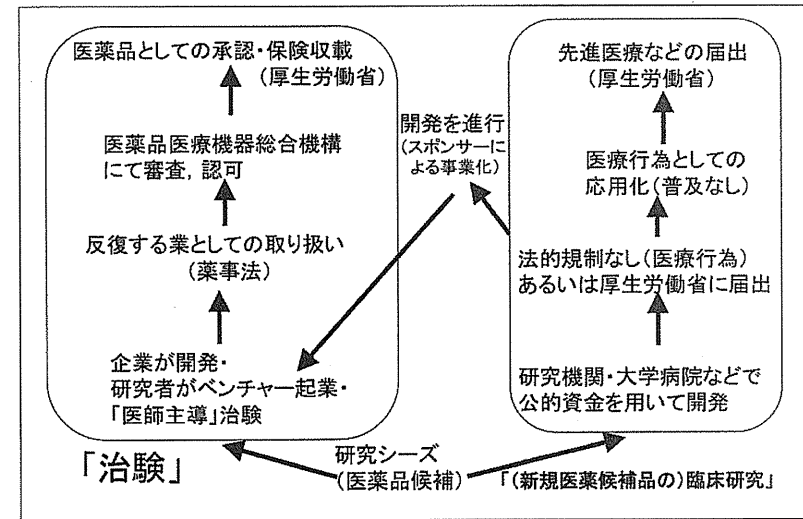 医薬品としての承認・保険収載
(厚生労働省)
医薬品医療機器総合機構
にて審査, 認可
反復する業としての取り扱い
(薬事法)
企業が開発・
研究者がベンチャー起業・
「医師主導」治験
「治験」
開発を進行
(スポンサーに
よる事業化)
研究シーズ
(医薬品候補)
先進医療などの届出
(厚生労働省)
医療行為としての
応用化(普及なし)
法的規制なし(医療行為)
あるいは厚生労働省に届出
研究機関・大学病院などで
公的資金を用いて開発
「(新規医薬候補品の)臨床研究」